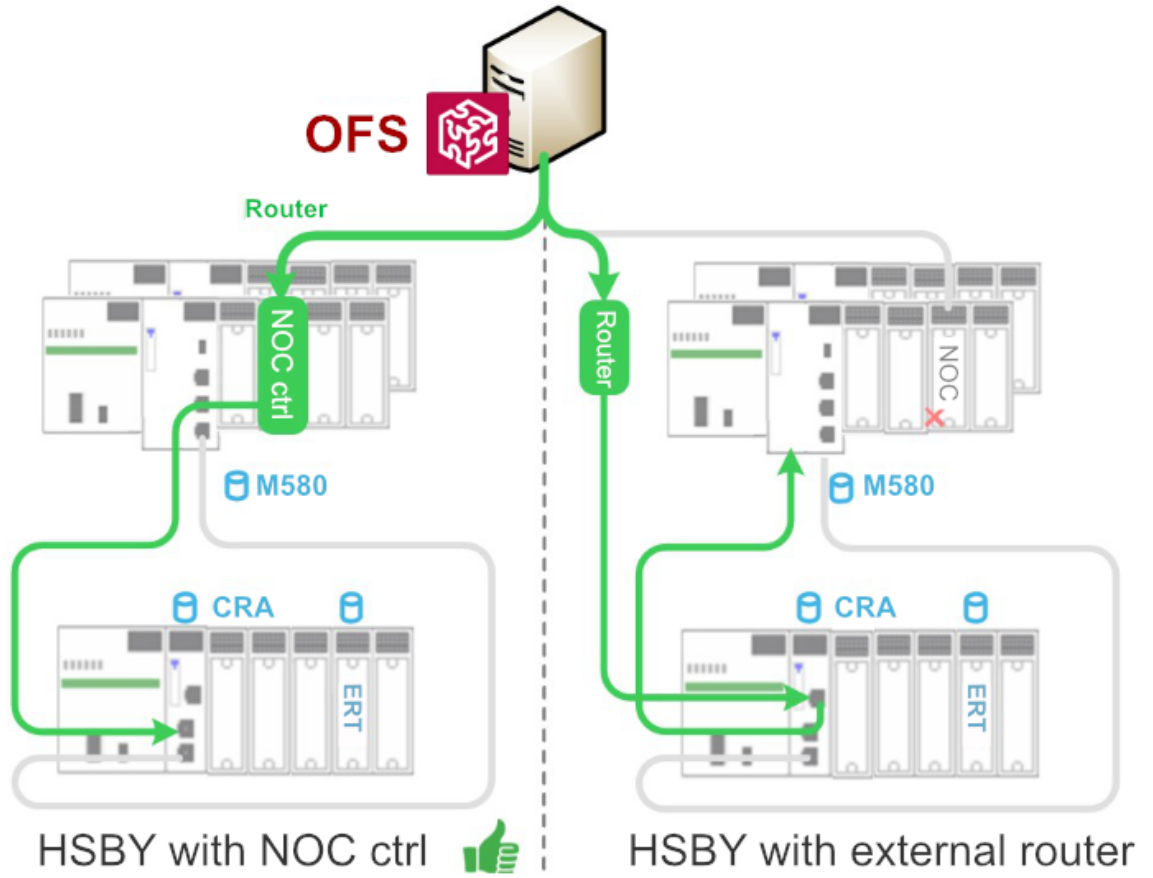 OFS
Router
NOC ctrl
M580
CRA
ERT
HSBY with NOC ctrl
Router
NOC
M580
CRA
ERT
HSBY with external router